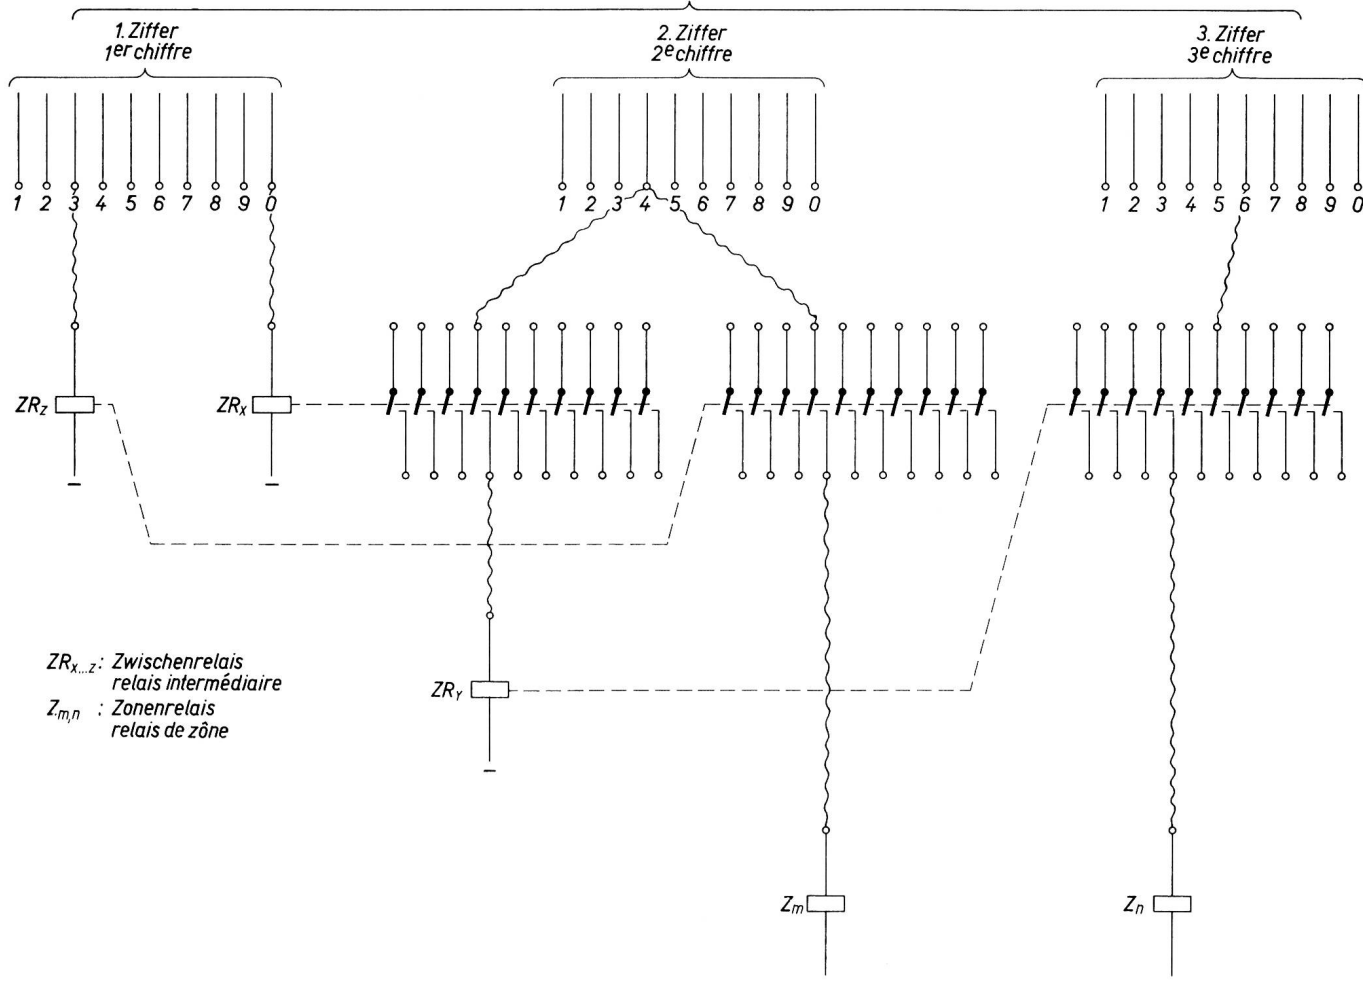 1. Ziffer
1er chiffre
2. Ziffer
2e chiffre
3. Ziffer
3e chiffre
1 2 3 4 5 6 7 8 9 0
1 2 3 4 5 6 7 8 9 0
1 2 3 4 5 6 7 8 9 0
ZRz
ZRx
ZRx...z: Zwischenrelais
relais intermédiaire
Zm,n : Zonenrelais
relais de zône
ZRY
Zm
Zn